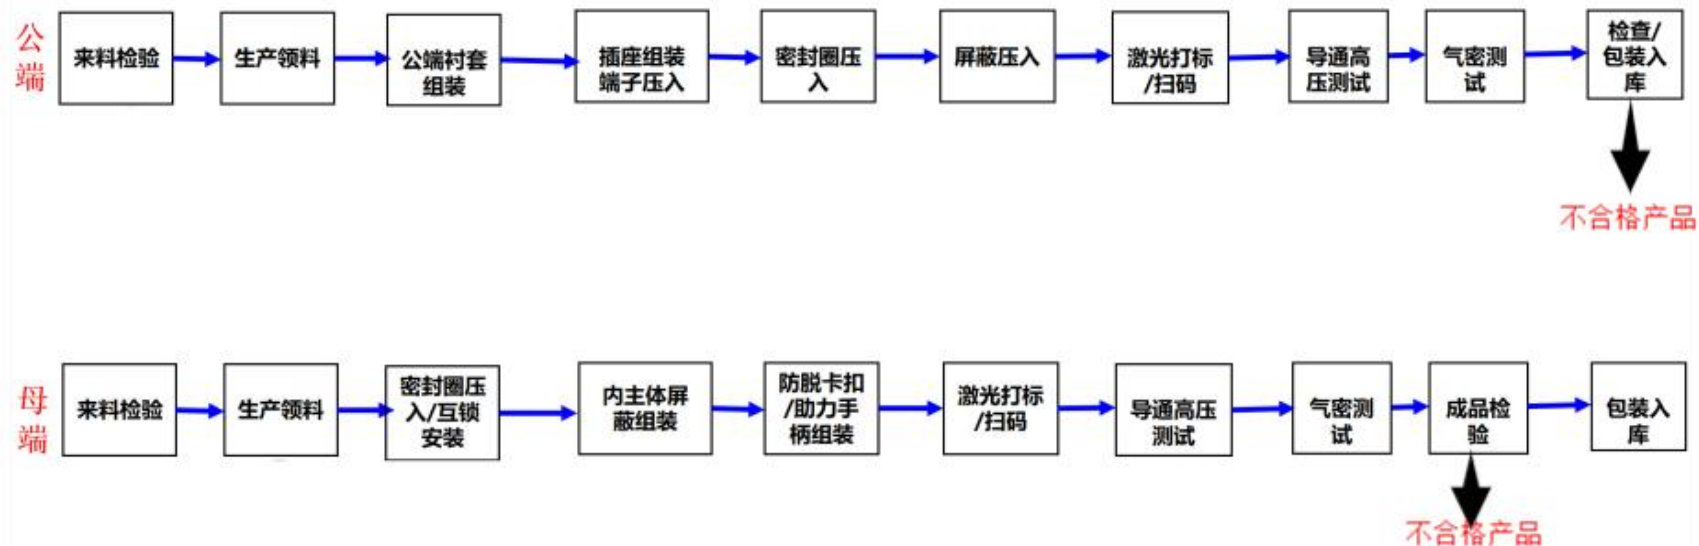 公
端
来料检验
生产领料
公端衬套
组装
插座组装
端子压入
密封圈压
入
屏蔽压入
激光打标
/扫码
导通高
压测试
气密测
试
检查/
包装入
库
不合格产品
母
端
来料检验
生产领料
密封圈压
入/互锁
安装
内主体屏
蔽组装
防脱卡扣
/助力手
柄组装
激光打标
/扫码
导通高压
测试
气密测
试
成品检
验
包装入
库
不合格产品